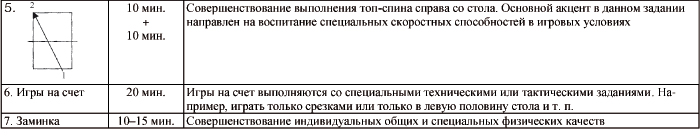 5. 2 10 мин. Совершенствование выполнения топ-спина справа со стола. Основной акцент в данном задании
+ направлен на воспитание специальных скоростных способностей в игровых условиях
10 мин.
1
6. Игры на счет 20 мин. Игры на счет выполняются со специальными техническими или тактическими заданиями. На-
пример, играть только срезками или только в левую половину стола и т. п.
7. Заминка 10–15 мин. Совершенствование индивидуальных общих и специальных физических качеств